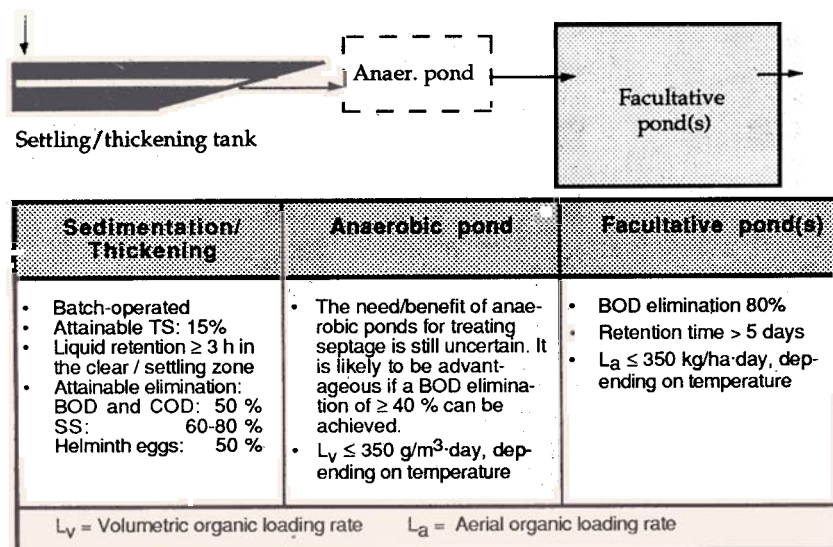 Anaer. pond
Facultative
pond(s)
Settling/thickening tank
Sedimentation/
Thickening
Anaerobic pond
Facultative pond(s)
• Batch-operated
• Attainable TS: 15%
• Liquid retention ≥ 3 h in
the clear / settling zone
• Attainable elimination:
BOD and COD: 50 %
SS: 60-80 %
Helminth eggs: 50 %
• The need/benefit of anae-
robic ponds for treating
septage is still uncertain. It
is likely to be advant-
ageous if a BOD elimina-
tion of ≥ 40 % can be
achieved.
• Lv ≤ 350 g/m³·day, dep-
ending on temperature
• BOD elimination 80%
• Retention time > 5 days
• La ≤ 350 kg/ha·day, dep-
ending on temperature
Lv = Volumetric organic loading rate La = Aerial organic loading rate